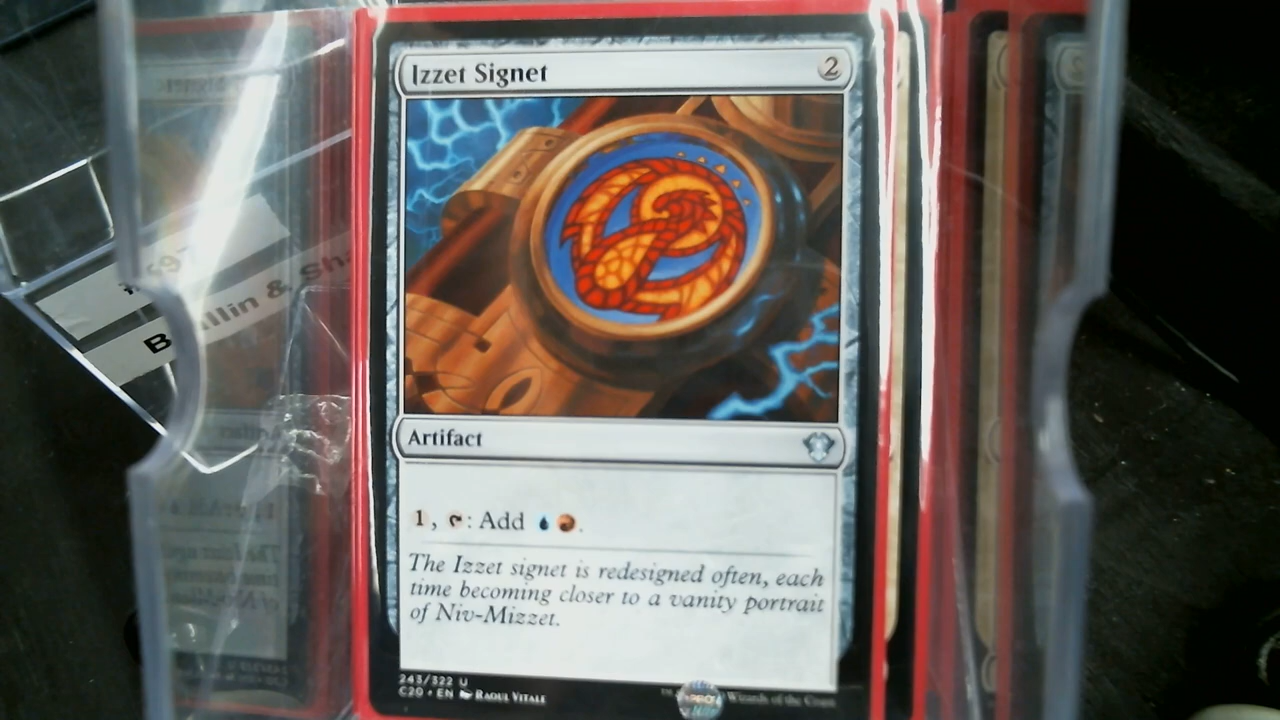 Izzet Signet
2
Artifact
1, : Add
The Izzet signet is redesigned often, each
time becoming closer to a vanity portrait
of Niv-Mizzet.
243/322 U
C20 • EN RAOUL VITALE
Wizards of the Coast